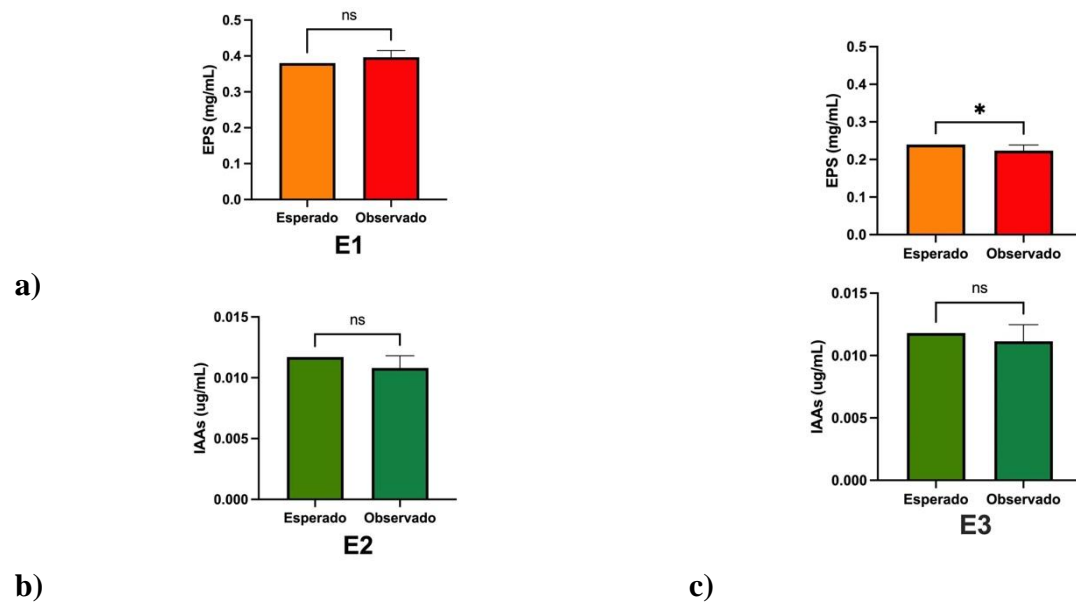 ns
0.5
0.4
0.3
0.2
0.1
0.0
EPS (mg/mL)
Esperado Observado
E1
a)
ns
0.015
0.010
0.005
0.000
IAAs (ug/mL)
Esperado Observado
E2
b)
0.5
0.4
0.3
0.2
0.1
0.0
EPS (mg/mL)
*
Esperado Observado
ns
0.015
0.010
0.005
0.000
IAAs (ug/mL)
Esperado Observado
E3
c)